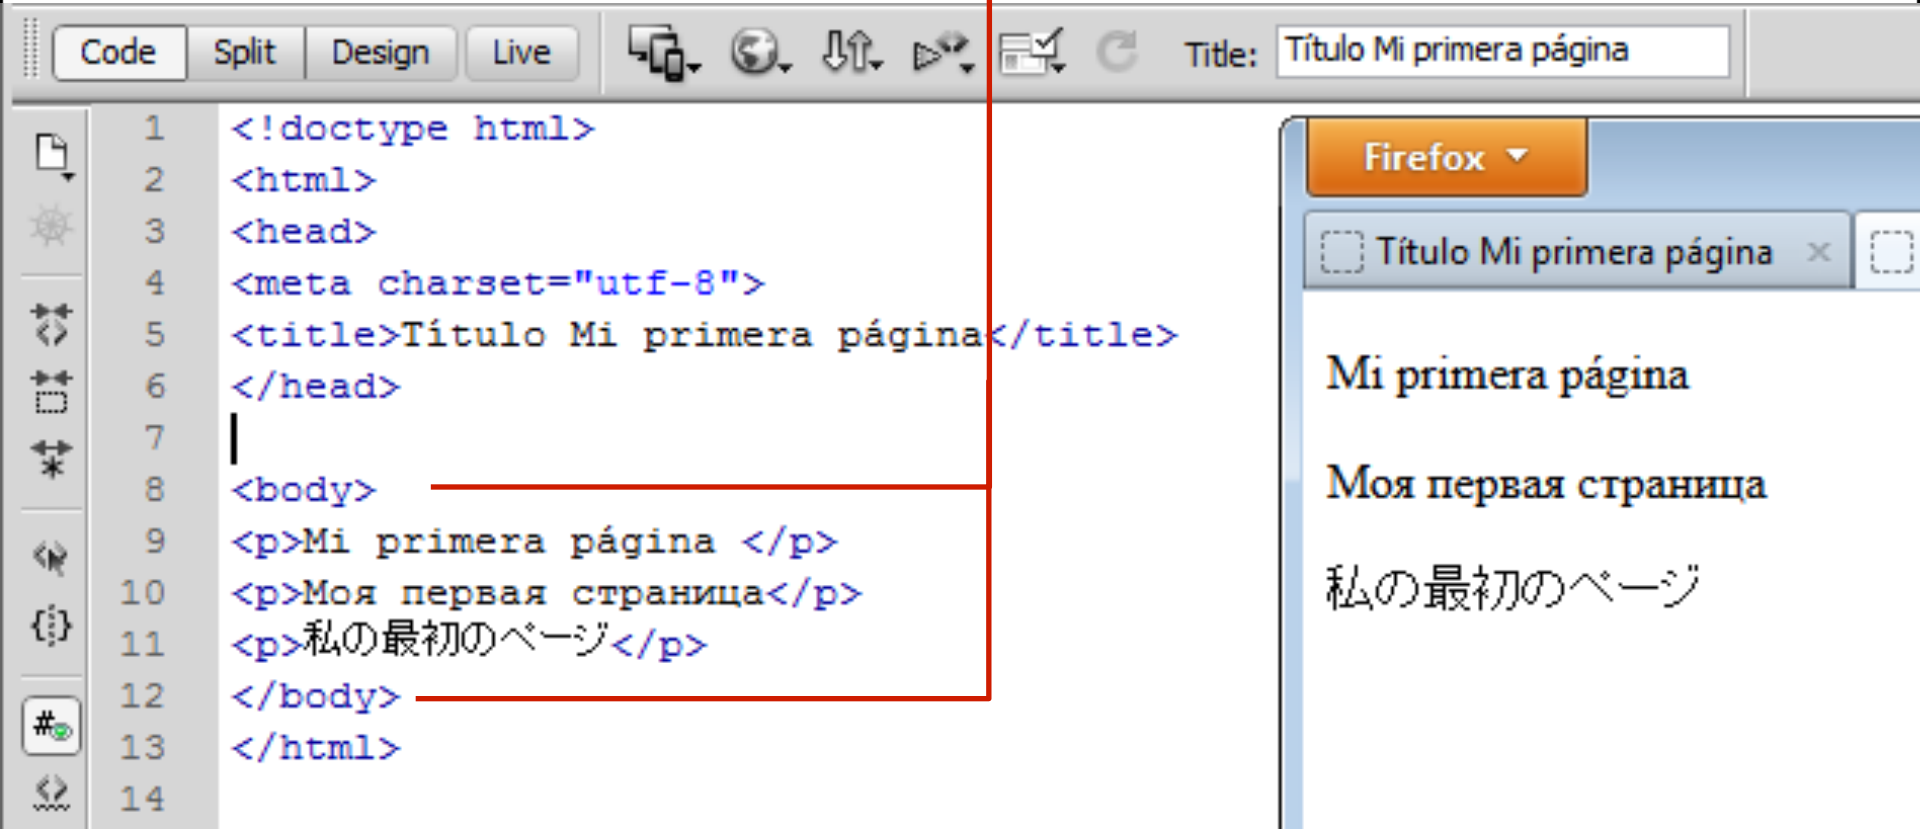 Code Split Design Live Title: Título Mi primera página
1 <!doctype html>
2 <html>
3 <head>
4 <meta charset="utf-8">
5 <title>Título Mi primera página</title>
6 </head>
7
8 <body>
9 <p>Mi primera página </p>
10 <p>Моя первая страница</p>
11 <p>私の最初のページ</p>
12 </body>
13 </html>
14
Firefox
Título Mi primera página
Mi primera página
Моя первая страница
私の最初のページ